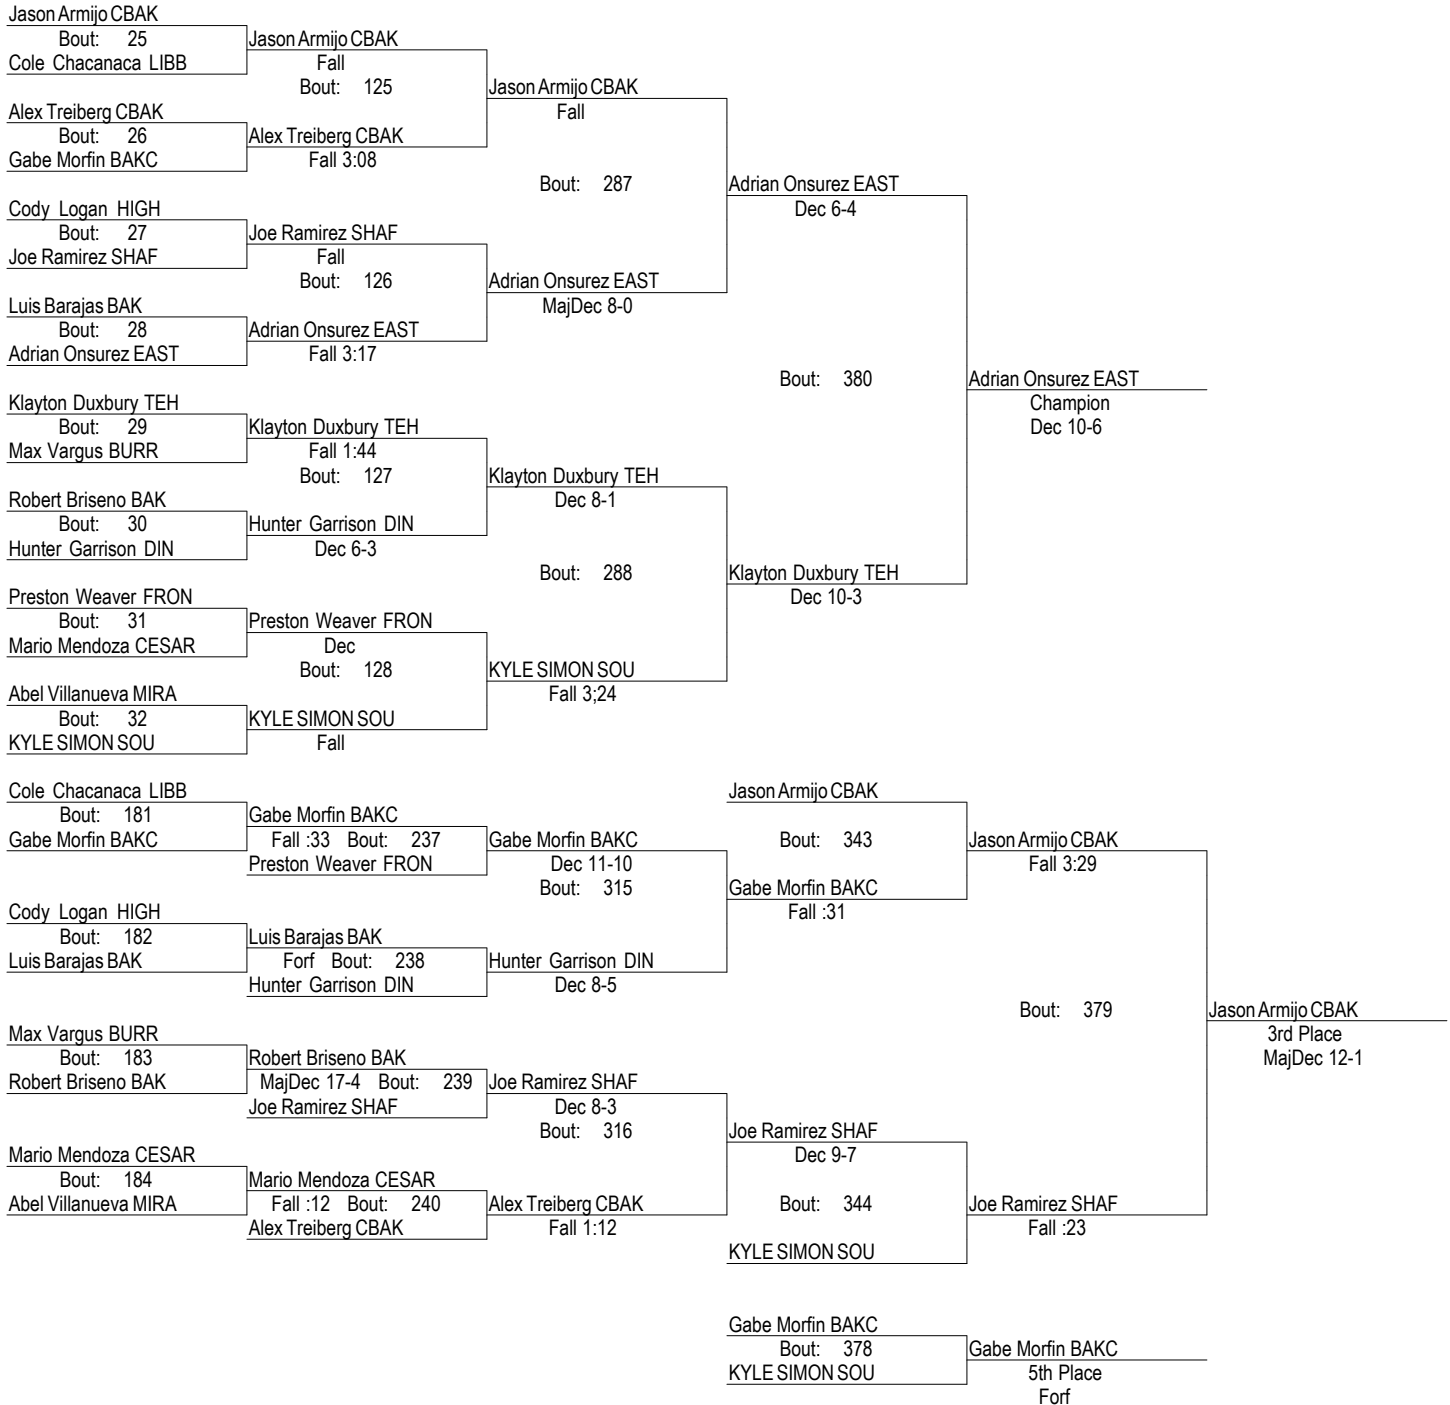 Jason Armijo CBAK
Bout: 25
Jason Armijo CBAK
Cole Chacanaca LIBB
Fall
Bout: 125
Jason Armijo CBAK
Alex Treiberg CBAK
Fall
Bout: 26
Alex Treiberg CBAK
Gabe Morfin BAKC
Fall 3:08
Bout: 287
Adrian Onsurez EAST
Cody Logan HIGH
Dec 6-4
Bout: 27
Joe Ramirez SHAF
Joe Ramirez SHAF
Fall
Bout: 126
Adrian Onsurez EAST
Luis Barajas BAK
MajDec 8-0
Bout: 28
Adrian Onsurez EAST
Adrian Onsurez EAST
Fall 3:17
Bout: 380
Adrian Onsurez EAST
Klayton Duxbury TEH
Champion
Bout: 29
Klayton Duxbury TEH
Dec 10-6
Max Vargus BURR
Fall 1:44
Bout: 127
Klayton Duxbury TEH
Robert Briseno BAK
Dec 8-1
Bout: 30
Hunter Garrison DIN
Hunter Garrison DIN
Dec 6-3
Bout: 288
Klayton Duxbury TEH
Preston Weaver FRON
Dec 10-3
Bout: 31
Preston Weaver FRON
Mario Mendoza CESAR
Dec
Bout: 128
KYLE SIMON SOU
Abel Villanueva MIRA
Fall 3;24
Bout: 32
KYLE SIMON SOU
KYLE SIMON SOU
Fall
Cole Chacanaca LIBB
Jason Armijo CBAK
Bout: 181
Gabe Morfin BAKC
Gabe Morfin BAKC
Fall :33 Bout: 237
Gabe Morfin BAKC
Bout: 343
Jason Armijo CBAK
Preston Weaver FRON
Dec 11-10
Fall 3:29
Bout: 315
Gabe Morfin BAKC
Cody Logan HIGH
Fall :31
Bout: 182
Luis Barajas BAK
Luis Barajas BAK
Forf Bout: 238
Hunter Garrison DIN
Hunter Garrison DIN
Dec 8-5
Bout: 379
Jason Armijo CBAK
Max Vargus BURR
3rd Place
Bout: 183
Robert Briseno BAK
MajDec 12-1
Robert Briseno BAK
MajDec 17-4 Bout: 239
Joe Ramirez SHAF
Joe Ramirez SHAF
Dec 8-3
Bout: 316
Joe Ramirez SHAF
Mario Mendoza CESAR
Dec 9-7
Bout: 184
Mario Mendoza CESAR
Abel Villanueva MIRA
Fall :12 Bout: 240
Alex Treiberg CBAK
Bout: 344
Joe Ramirez SHAF
Alex Treiberg CBAK
Fall 1:12
Fall :23
KYLE SIMON SOU
Gabe Morfin BAKC
Bout: 378
Gabe Morfin BAKC
KYLE SIMON SOU
5th Place
Forf